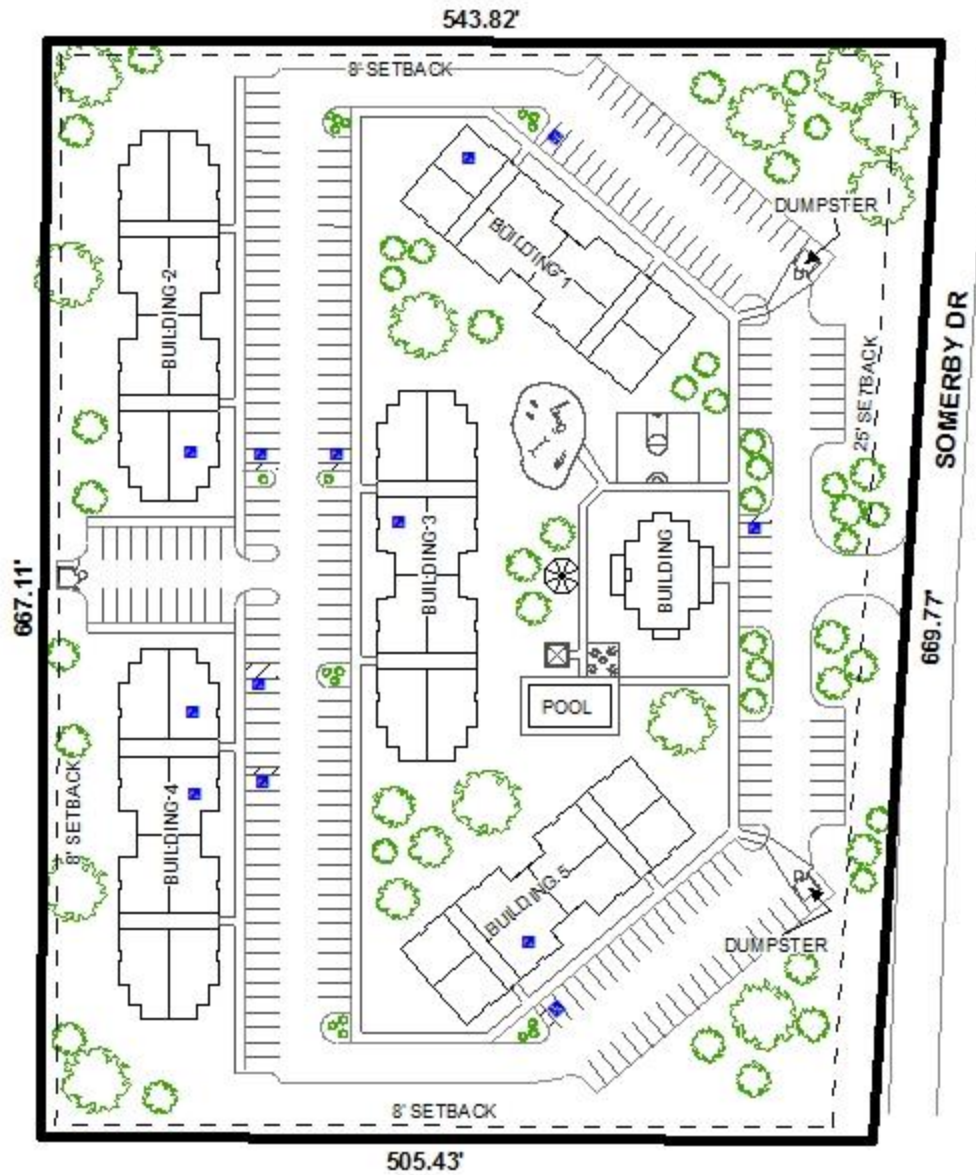 543.82'
8' SETBACK
DUMPSTER
BUILDING 1
BUILDING-2
SOMERBY DR
25' SETBACK
BUILDING-3
BUILDING
667.11'
669.77'
POOL
BUILDING-4
8' SETBACK
BUILDING-5
DUMPSTER
8' SETBACK
505.43'